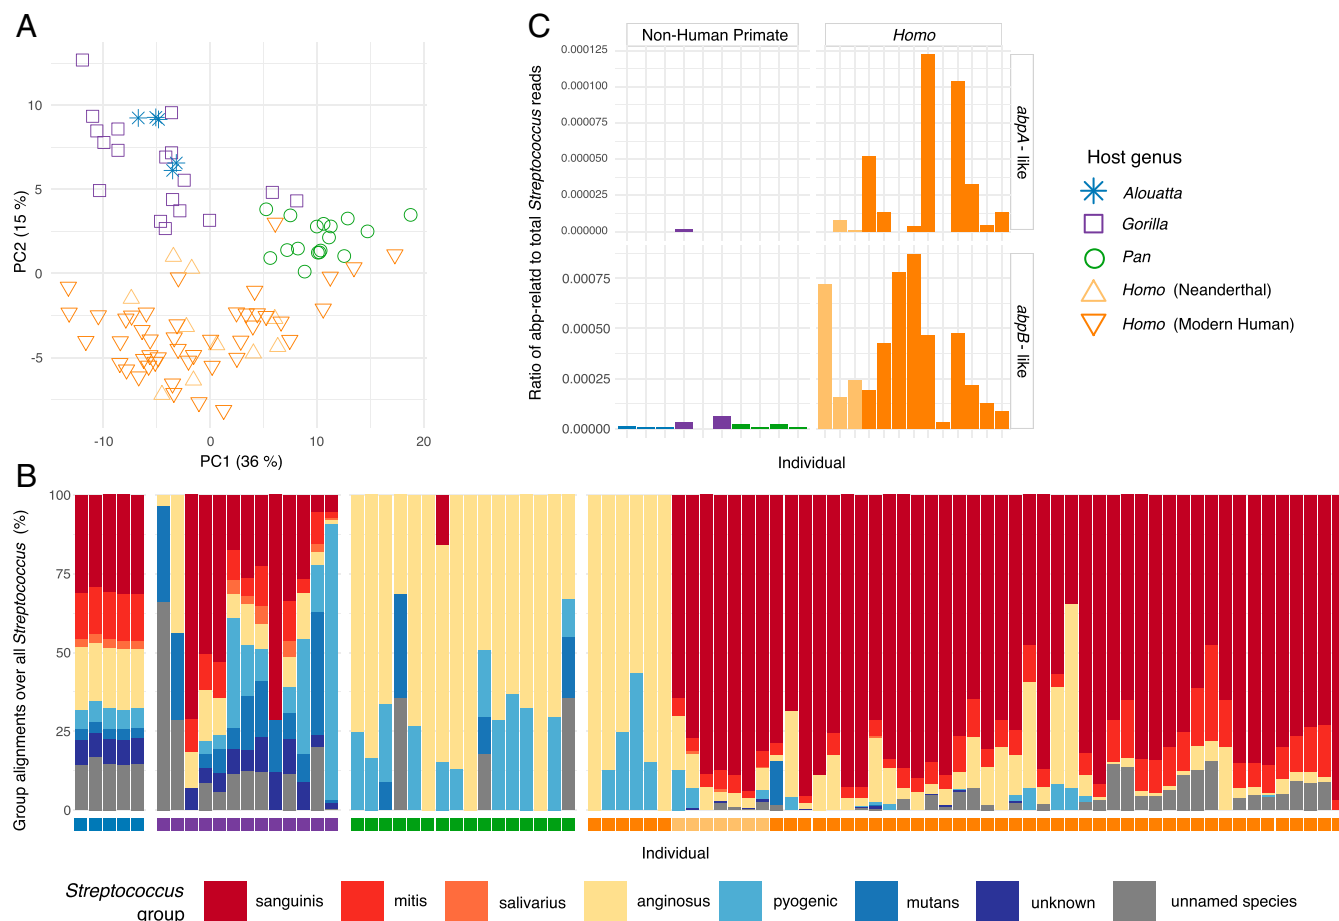 A
PC2 (15 %)
10
5
0
-5
-10
0
10
20
PC1 (36 %)
C
Non-Human Primate
Homo
Ratio of abp-relatd to total Streptococcus reads
0.000125
0.000100
0.000075
0.000050
0.000025
0.000000
abpA - like
0.00075
0.00050
0.00025
0.00000
abpB - like
Individual
Host genus
Alouatta
Gorilla
Pan
Homo (Neanderthal)
Homo (Modern Human)
B
Group alignments over all Streptococcus (%)
100
75
50
25
0
Individual
Streptococcus
group
sanguinis
mitis
salivarius
anginosus
pyogenic
mutans
unknown
unnamed species